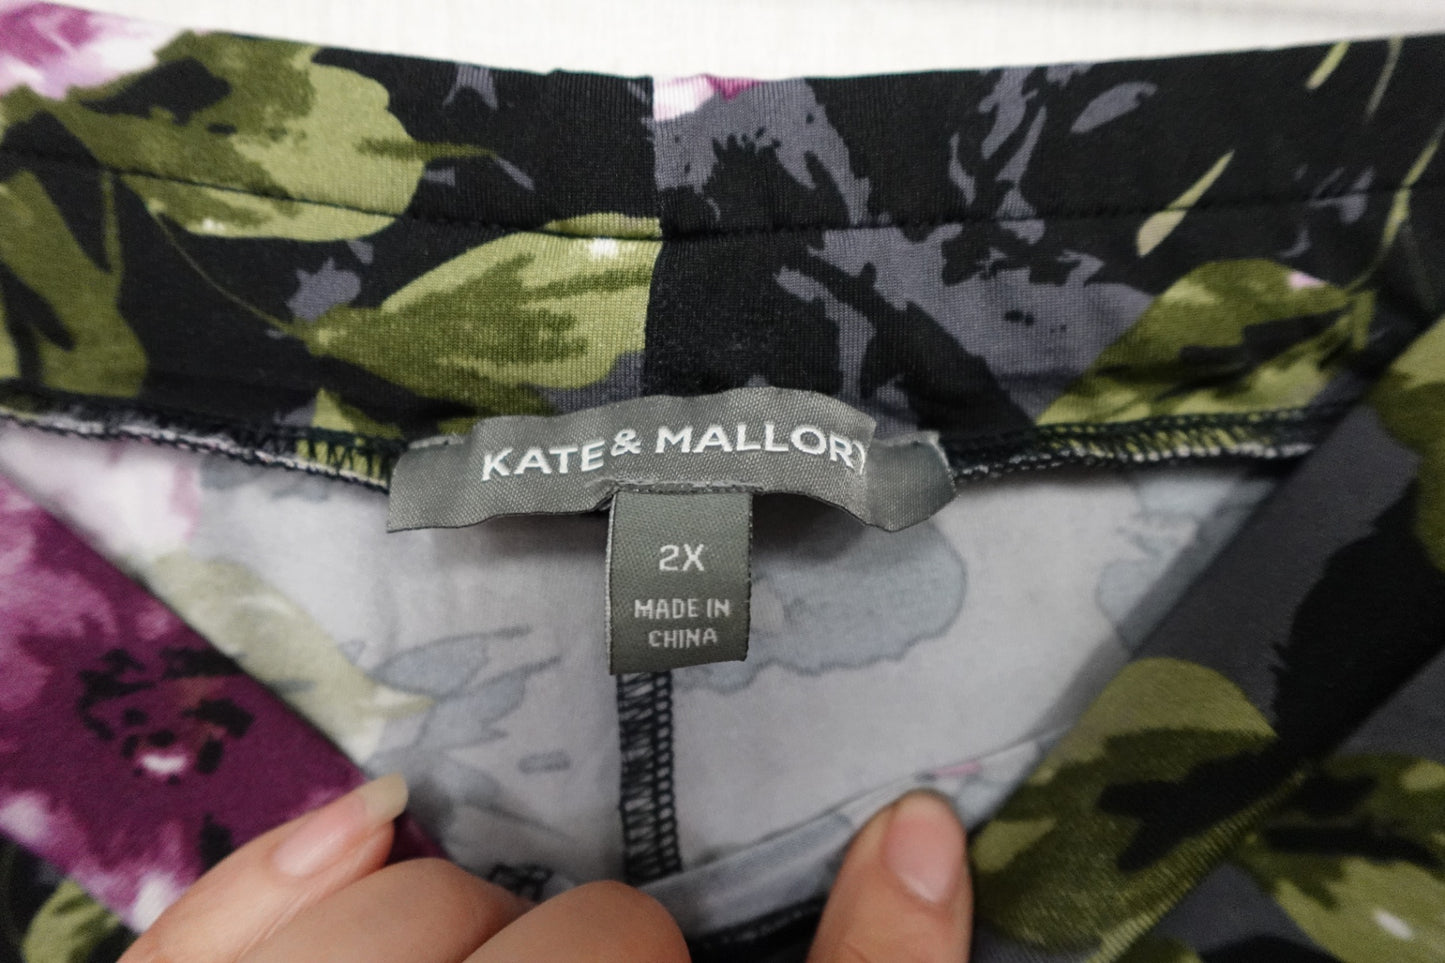 KATE & MALLORY
2X
MADE IN
CHINA